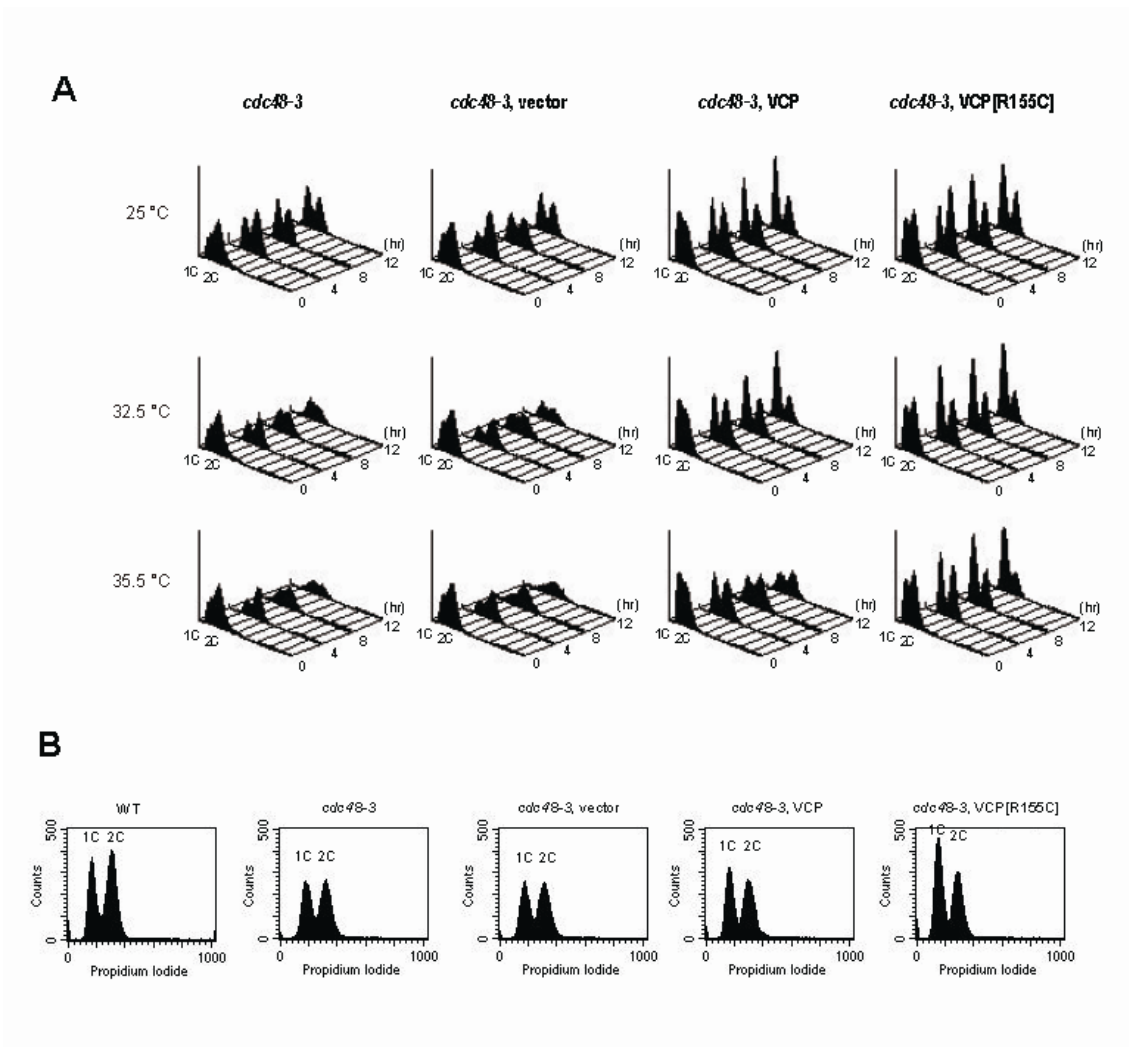 A
cdc48-3
cdc48-3, vector
cdc48-3, VCP
cdc48-3, VCP[R155C]
25 °C
1C 2C 0 4 8 12 (hr)
1C 2C 0 4 8 12 (hr)
1C 2C 0 4 8 12 (hr)
1C 2C 0 4 8 12 (hr)
32.5 °C
1C 2C 0 4 8 12 (hr)
1C 2C 0 4 8 12 (hr)
1C 2C 0 4 8 12 (hr)
1C 2C 0 4 8 12 (hr)
35.5 °C
1C 2C 0 4 8 12 (hr)
1C 2C 0 4 8 12 (hr)
1C 2C 0 4 8 12 (hr)
1C 2C 0 4 8 12 (hr)
B
WT
1C 2C
500
Counts
0
0 1000
Propidium Iodide
cdc48-3
1C 2C
500
Counts
0
0 1000
Propidium Iodide
cdc48-3, vector
1C 2C
500
Counts
0
0 1000
Propidium Iodide
cdc48-3, VCP
1C 2C
500
Counts
0
0 1000
Propidium Iodide
cdc48-3, VCP[R155C]
1C 2C
500
Counts
0
0 1000
Propidium Iodide